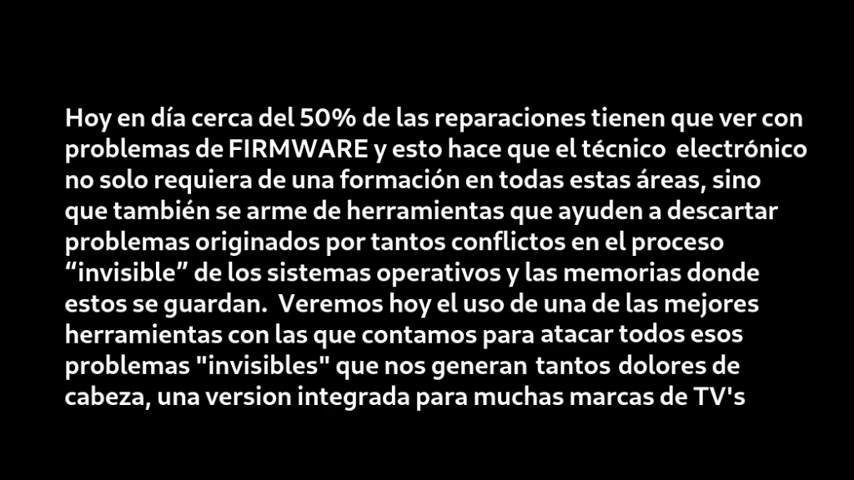 Hoy en día cerca del 50% de las reparaciones tienen que ver con
problemas de FIRMWARE y esto hace que el técnico electrónico
no solo requiera de una formación en todas estas áreas, sino
que también se arme de herramientas que ayuden a descartar
problemas originados por tantos conflictos en el proceso
“invisible” de los sistemas operativos y las memorias donde
estos se guardan. Veremos hoy el uso de una de las mejores
herramientas con las que contamos para atacar todos esos
problemas "invisibles" que nos generan tantos dolores de
cabeza, una version integrada para muchas marcas de TV's